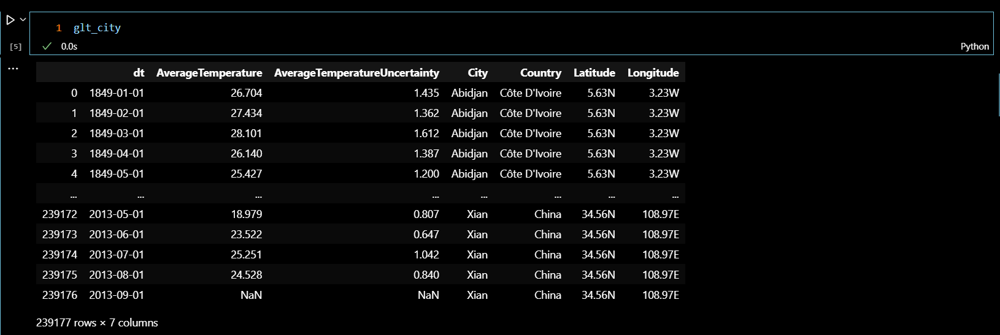 1 glt_city
[5] 0.0s Python
...
dt AverageTemperature AverageTemperatureUncertainty City Country Latitude Longitude
0 1849-01-01 26.704 1.435 Abidjan Côte D'Ivoire 5.63N 3.23W
1 1849-02-01 27.434 1.362 Abidjan Côte D'Ivoire 5.63N 3.23W
2 1849-03-01 28.101 1.612 Abidjan Côte D'Ivoire 5.63N 3.23W
3 1849-04-01 26.140 1.387 Abidjan Côte D'Ivoire 5.63N 3.23W
4 1849-05-01 25.427 1.200 Abidjan Côte D'Ivoire 5.63N 3.23W
... ... ... ... ... ... ... ...
239172 2013-05-01 18.979 0.807 Xian China 34.56N 108.97E
239173 2013-06-01 23.522 0.647 Xian China 34.56N 108.97E
239174 2013-07-01 25.251 1.042 Xian China 34.56N 108.97E
239175 2013-08-01 24.528 0.840 Xian China 34.56N 108.97E
239176 2013-09-01 NaN NaN Xian China 34.56N 108.97E
239177 rows × 7 columns